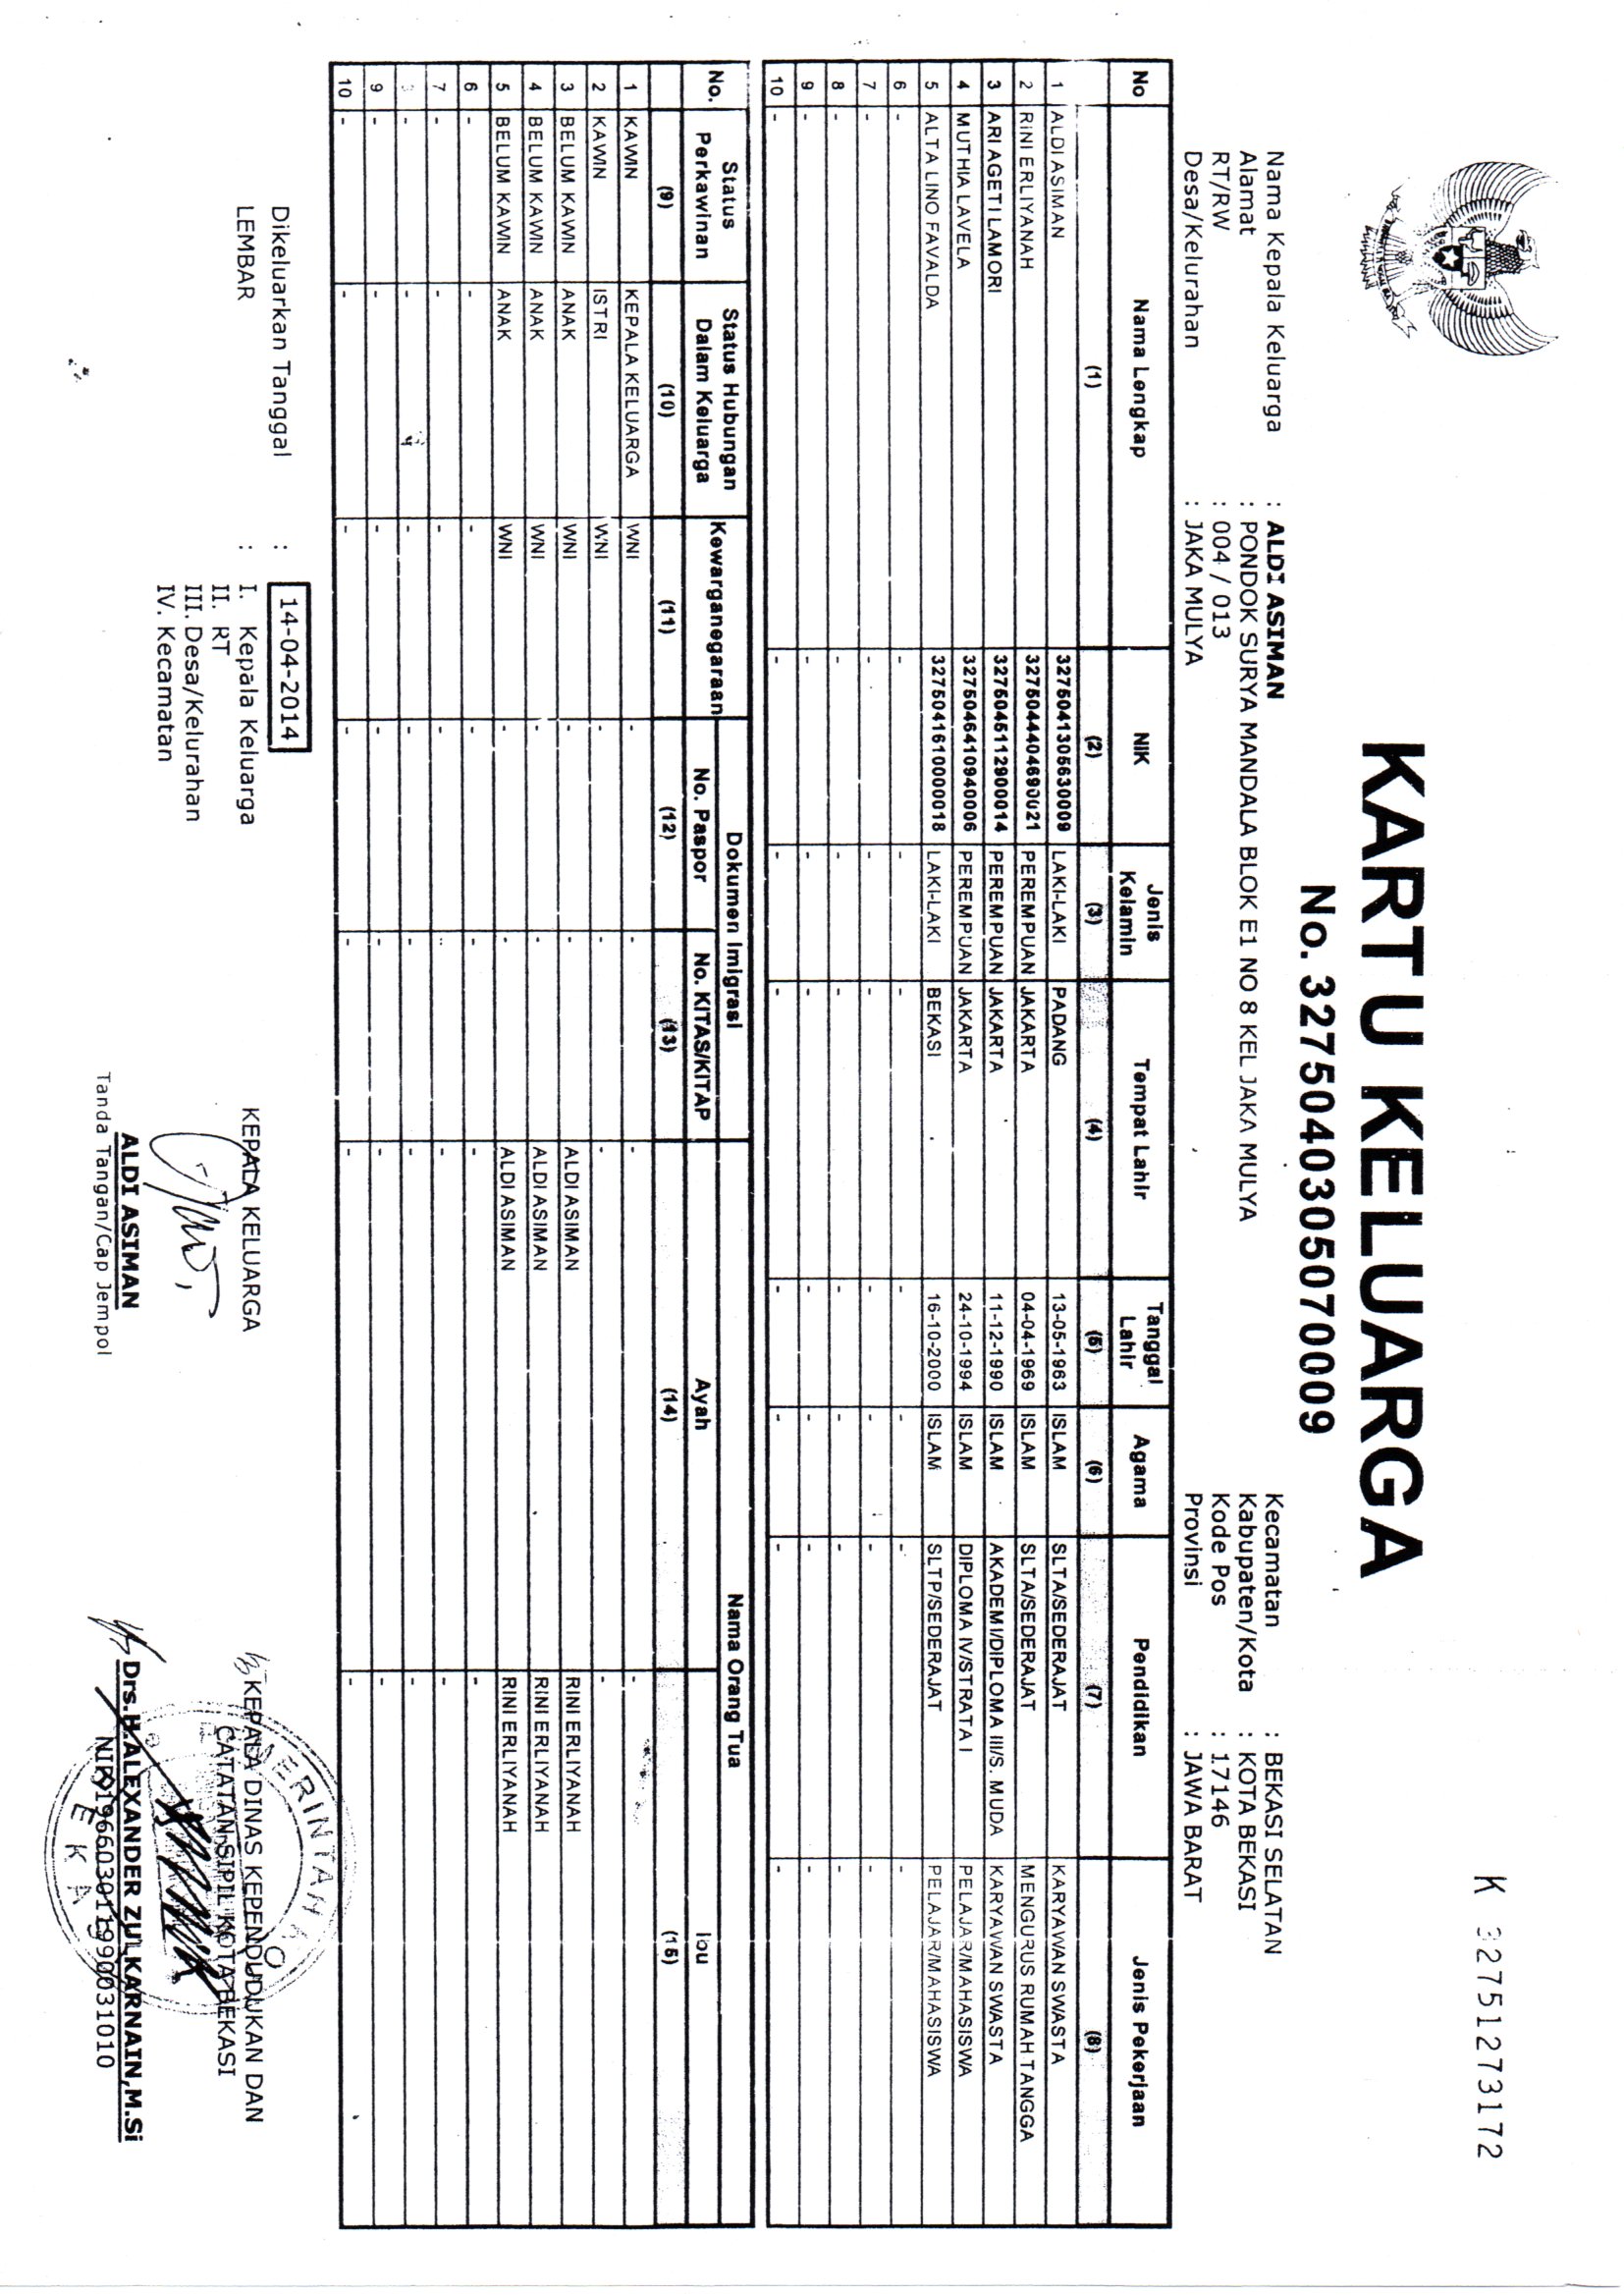 K 32751273172
KARTU KELUARGA
No. 3275040305070009
Nama Kepala Keluarga : ALDI ASIMAN
Alamat : PONDOK SURYA MANDALA BLOK E1 NO 8 KEL JAKA MULYA
RT/RW : 004 / 013
Desa/Kelurahan : JAKA MULYA
Kecamatan : BEKASI SELATAN
Kabupaten/Kota : KOTA BEKASI
Kode Pos : 17146
Provinsi : JAWA BARAT
No Nama Lengkap NIK Jenis Kelamin Tempat Lahir Tanggal Lahir Agama Pendidikan Jenis Pekerjaan
(1) (2) (3) (4) (5) (6) (7) (8)
1 ALDI ASIMAN 3275041305630009 LAKI-LAKI PADANG 13-05-1963 ISLAM SLTA/SEDERAJAT KARYAWAN SWASTA
2 RINI ERLIYANAH 3275044404690021 PEREMPUAN JAKARTA 04-04-1969 ISLAM SLTA/SEDERAJAT MENGURUS RUMAH TANGGA
3 ARI AGETI LAMORI 3275045112900014 PEREMPUAN JAKARTA 11-12-1990 ISLAM AKADEMI/DIPLOMA III/S. MUDA KARYAWAN SWASTA
4 MUTHIA LAVELA 3275046410940006 PEREMPUAN JAKARTA 24-10-1994 ISLAM DIPLOMA IV/STRATA I PELAJAR/MAHASISWA
5 ALTA LINO FAVALDA 3275041610000018 LAKI-LAKI BEKASI 16-10-2000 ISLAM SLTP/SEDERAJAT PELAJAR/MAHASISWA
6 - - - - - - - -
7 - - - - - - - -
8 - - - - - - - -
9 - - - - - - - -
10 - - - - - - - -
No. Status Perkawinan Status Hubungan Dalam Keluarga Kewarganegaraan Dokumen Imigrasi Nama Orang Tua
No. Paspor No. KITAS/KITAP Ayah Ibu
(9) (10) (11) (12) (13) (14) (15)
1 KAWIN KEPALA KELUARGA WNI - - - -
2 KAWIN ISTRI WNI - - - -
3 BELUM KAWIN ANAK WNI - - ALDI ASIMAN RINI ERLIYANAH
4 BELUM KAWIN ANAK WNI - - ALDI ASIMAN RINI ERLIYANAH
5 BELUM KAWIN ANAK WNI - - ALDI ASIMAN RINI ERLIYANAH
6 - - - - - - -
7 - - - - - - -
- - - - - - -
9 - - - - - - -
10 - - - - - - -
Dikeluarkan Tanggal : 14-04-2014
LEMBAR : I. Kepala Keluarga
II. RT
III. Desa/Kelurahan
IV. Kecamatan
KEPALA KELUARGA
ALDI ASIMAN
Tanda Tangan/Cap Jempol
KEPALA DINAS KEPENDUDUKAN DAN
CATATAN SIPIL KOTA BEKASI
Drs.H.ALEXANDER ZULKARNAIN,M.Si
NIP.196603011990031010